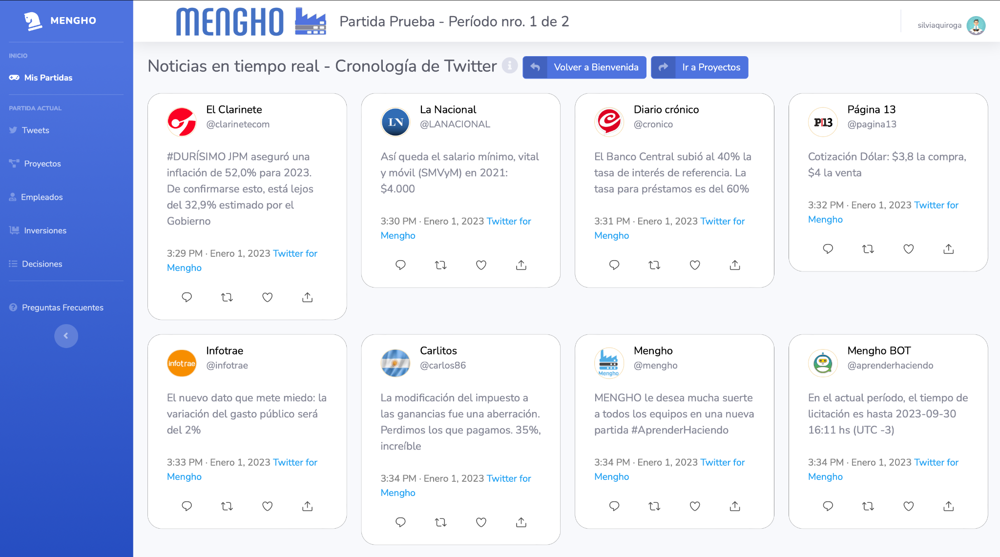 MENGHO
INICIO
Mis Partidas
PARTIDA ACTUAL
Tweets
Proyectos
Empleados
Inversiones
Decisiones
Preguntas Frecuentes
MENGHO
Partida Prueba - Período nro. 1 de 2
silviaquiroga
Noticias en tiempo real - Cronología de Twitter
Volver a Bienvenida
Ir a Proyectos
El Clarinete
@clarinetecom
#DURÍSIMO JPM aseguró una
inflación de 52,0% para 2023.
De confirmarse esto, está lejos
del 32,9% estimado por el
Gobierno
3:29 PM · Enero 1, 2023 Twitter for
Mengho
LN
La Nacional
@LANACIONAL
Así queda el salario mínimo, vital
y móvil (SMVyM) en 2021:
$4.000
3:30 PM · Enero 1, 2023 Twitter for
Mengho
Diario crónico
@cronico
El Banco Central subió al 40% la
tasa de interés de referencia. La
tasa para préstamos es del 60%
3:31 PM · Enero 1, 2023 Twitter for
Mengho
P|13
Página 13
@pagina13
Cotización Dólar: $3,8 la compra,
$4 la venta
3:32 PM · Enero 1, 2023 Twitter for
Mengho
infotrae
Infotrae
@infotrae
El nuevo dato que mete miedo: la
variación del gasto público será
del 2%
3:33 PM · Enero 1, 2023 Twitter for
Mengho
Carlitos
@carlos86
La modificación del impuesto a
las ganancias fue una aberración.
Perdimos los que pagamos. 35%,
increíble
3:34 PM · Enero 1, 2023 Twitter for
Mengho
Mengho
Mengho
@mengho
MENGHO le desea mucha suerte
a todos los equipos en una nueva
partida #AprenderHaciendo
3:34 PM · Enero 1, 2023 Twitter for
Mengho
Mengho BOT
@aprenderhaciendo
En el actual período, el tiempo de
licitación es hasta 2023-09-30
16:11 hs (UTC -3)
3:34 PM · Enero 1, 2023 Twitter for
Mengho